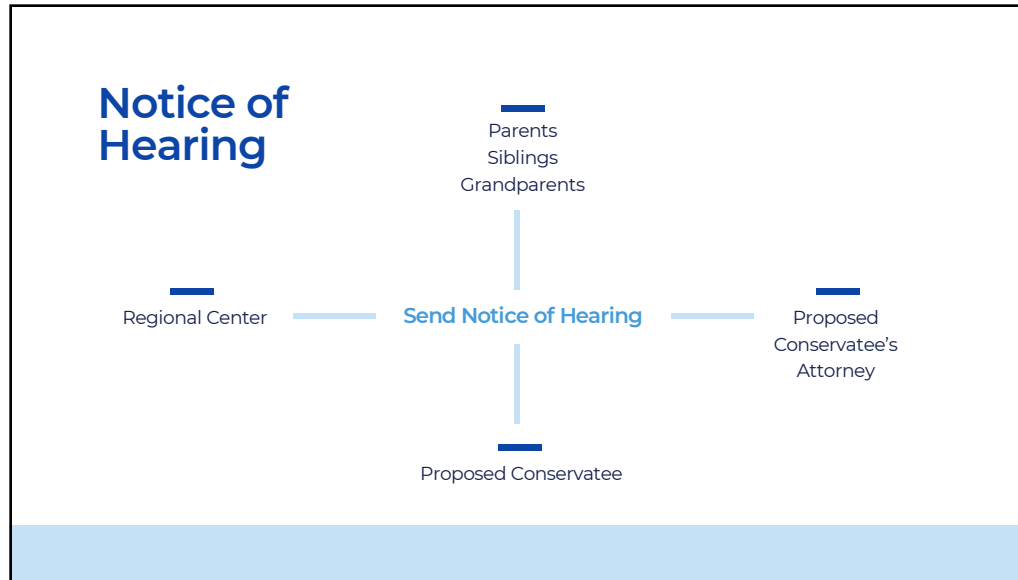 Notice of
Hearing
Parents
Siblings
Grandparents
Regional Center
Send Notice of Hearing
Proposed
Conservatee’s
Attorney
Proposed Conservatee